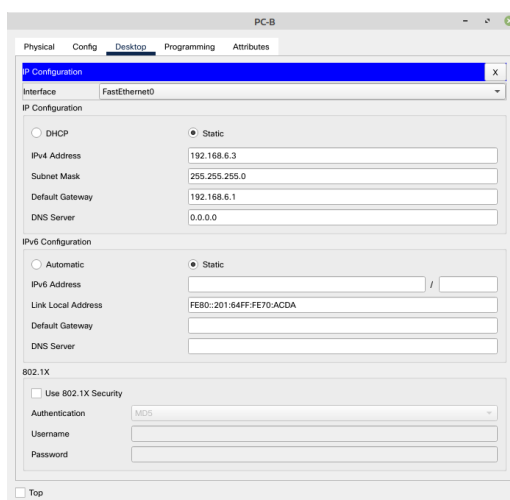 PC-B
Physical Config Desktop Programming Attributes
IP Configuration X
Interface FastEthernet0
IP Configuration
DHCP Static
IPv4 Address 192.168.6.3
Subnet Mask 255.255.255.0
Default Gateway 192.168.6.1
DNS Server 0.0.0.0
IPv6 Configuration
Automatic Static
IPv6 Address /
Link Local Address FE80::201:64FF:FE70:ACDA
Default Gateway
DNS Server
802.1X
Use 802.1X Security
Authentication MD5
Username
Password
Top